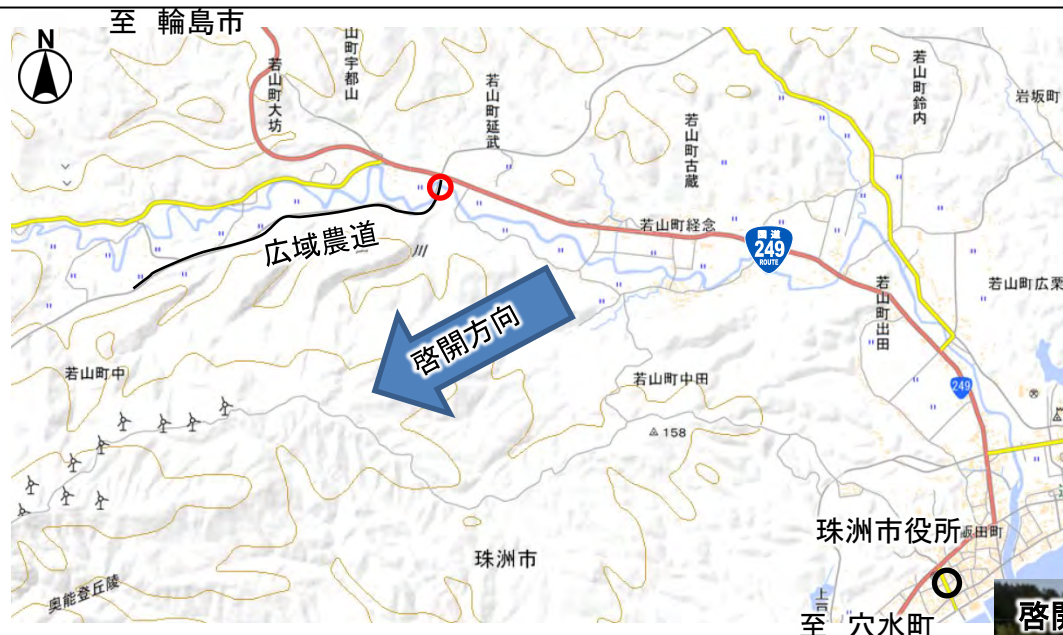 至 輪島市
N
若山町大坊
山町宇都山
若山町延武
若山町古蔵
若山町鈴内
岩坂町
若山町経念
国道
249
ROUTE
広域農道
川
若山町広栗
若山町出田
啓開方向
若山町中
若山町中田
249
158
珠洲市役所
飯田町
珠洲市
奥能登丘陵
上戸
至 穴水町
啓開